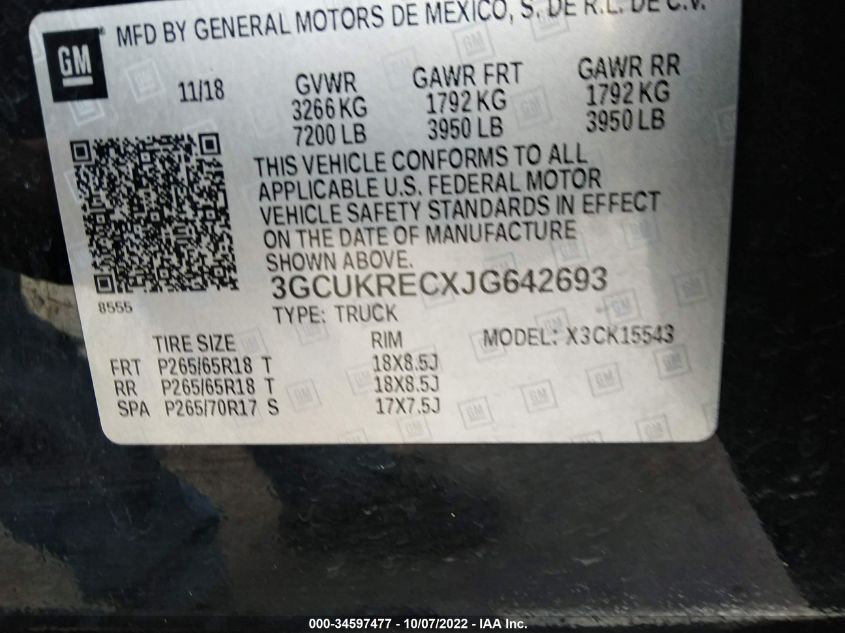 GM
MFD BY GENERAL MOTORS DE MEXICO, S. DE R.L. DE C.V.
11/18 GVWR GAWR FRT GAWR RR
3266 KG 1792 KG 1792 KG
7200 LB 3950 LB 3950 LB
THIS VEHICLE CONFORMS TO ALL
APPLICABLE U.S. FEDERAL MOTOR
VEHICLE SAFETY STANDARDS IN EFFECT
ON THE DATE OF MANUFACTURE
SHOWN ABOVE.
3GCUKRECXJG642693
8555
TYPE: TRUCK
TIRE SIZE RIM MODEL: X3CK15543
FRT P265/65R18 T 18X8.5J
RR P265/65R18 T 18X8.5J
SPA P265/70R17 S 17X7.5J
000-34597477 - 10/07/2022 - IAA Inc.